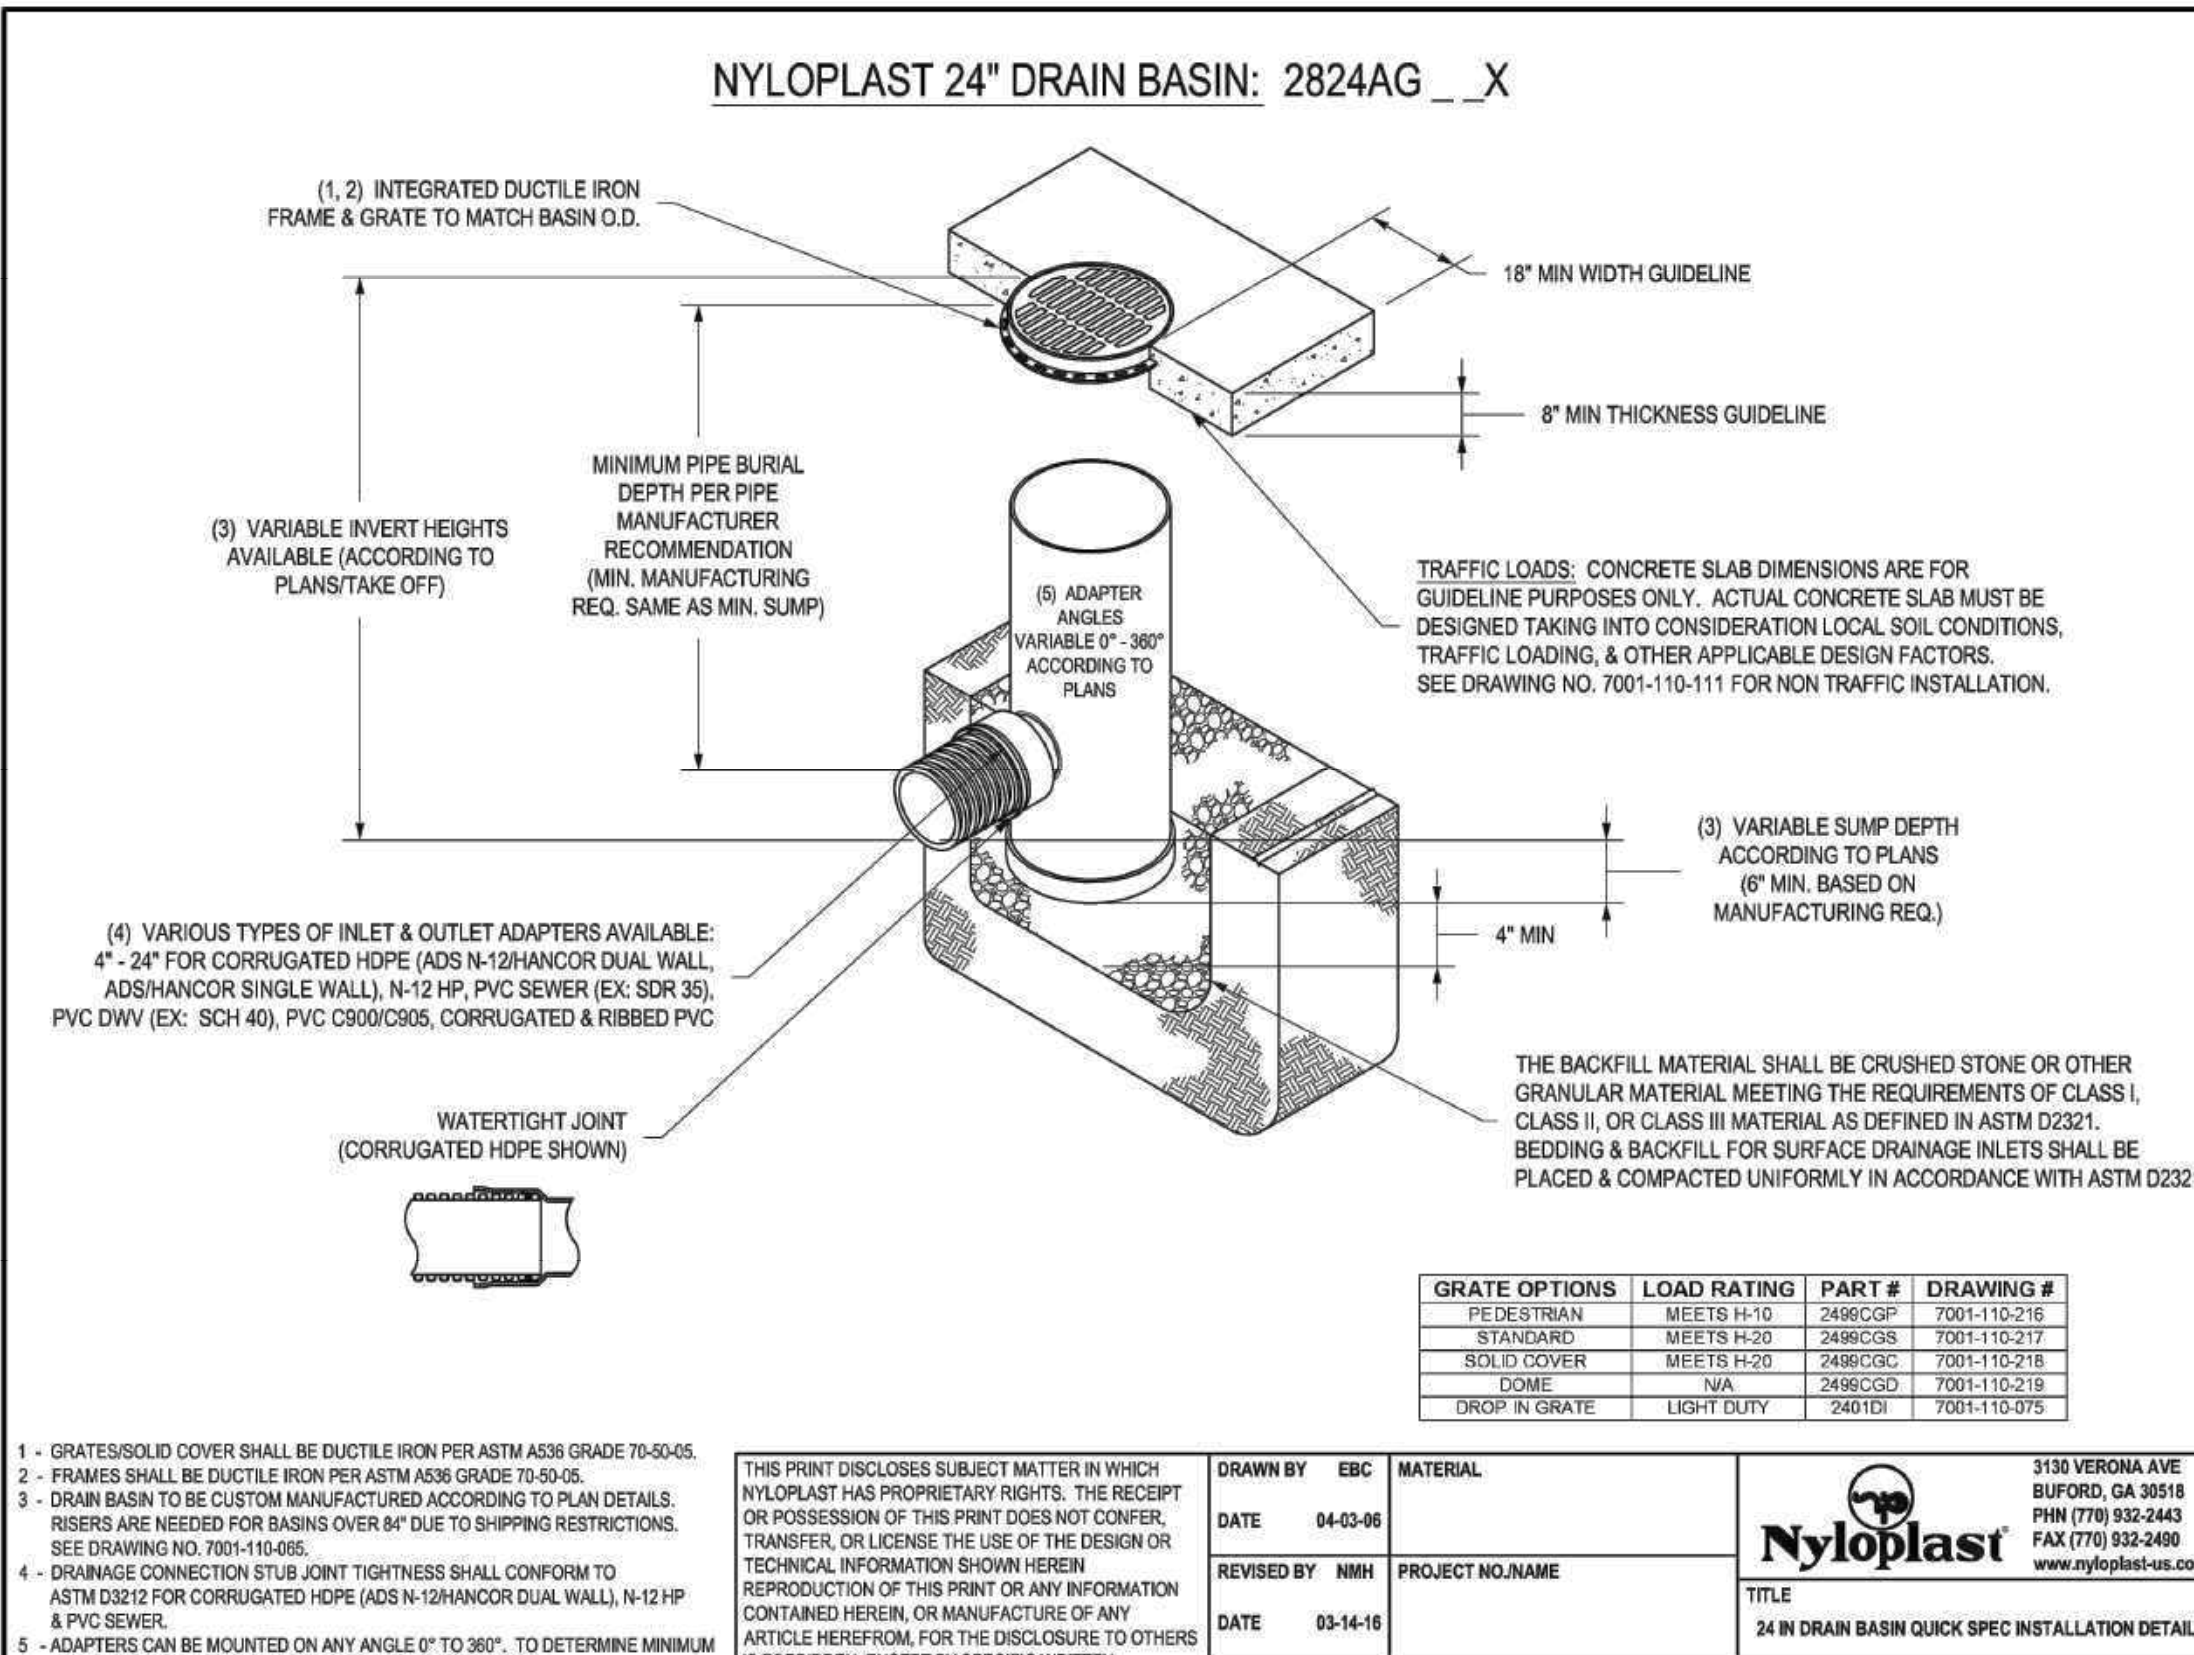 NYLOPLAST 24" DRAIN BASIN: 2824AG _ _X
(1, 2) INTEGRATED DUCTILE IRON
FRAME & GRATE TO MATCH BASIN O.D.
18" MIN WIDTH GUIDELINE
8" MIN THICKNESS GUIDELINE
MINIMUM PIPE BURIAL
DEPTH PER PIPE
MANUFACTURER
RECOMMENDATION
(MIN. MANUFACTURING
REQ. SAME AS MIN. SUMP)
(3) VARIABLE INVERT HEIGHTS
AVAILABLE (ACCORDING TO
PLANS/TAKE OFF)
(5) ADAPTER
ANGLES
VARIABLE 0° - 360°
ACCORDING TO
PLANS
TRAFFIC LOADS: CONCRETE SLAB DIMENSIONS ARE FOR
GUIDELINE PURPOSES ONLY. ACTUAL CONCRETE SLAB MUST BE
DESIGNED TAKING INTO CONSIDERATION LOCAL SOIL CONDITIONS,
TRAFFIC LOADING, & OTHER APPLICABLE DESIGN FACTORS.
SEE DRAWING NO. 7001-110-111 FOR NON TRAFFIC INSTALLATION.
(3) VARIABLE SUMP DEPTH
ACCORDING TO PLANS
(6" MIN. BASED ON
MANUFACTURING REQ.)
4" MIN
(4) VARIOUS TYPES OF INLET & OUTLET ADAPTERS AVAILABLE:
4" - 24" FOR CORRUGATED HDPE (ADS N-12/HANCOR DUAL WALL,
ADS/HANCOR SINGLE WALL), N-12 HP, PVC SEWER (EX: SDR 35),
PVC DWV (EX: SCH 40), PVC C900/C905, CORRUGATED & RIBBED PVC
WATERTIGHT JOINT
(CORRUGATED HDPE SHOWN)
THE BACKFILL MATERIAL SHALL BE CRUSHED STONE OR OTHER
GRANULAR MATERIAL MEETING THE REQUIREMENTS OF CLASS I,
CLASS II, OR CLASS III MATERIAL AS DEFINED IN ASTM D2321.
BEDDING & BACKFILL FOR SURFACE DRAINAGE INLETS SHALL BE
PLACED & COMPACTED UNIFORMLY IN ACCORDANCE WITH ASTM D232
GRATE OPTIONS LOAD RATING PART # DRAWING #
PEDESTRIAN MEETS H-10 2499CGP 7001-110-216
STANDARD MEETS H-20 2499CGS 7001-110-217
SOLID COVER MEETS H-20 2499CGC 7001-110-218
DOME N/A 2499CGD 7001-110-219
DROP IN GRATE LIGHT DUTY 2401DI 7001-110-075
1 - GRATES/SOLID COVER SHALL BE DUCTILE IRON PER ASTM A536 GRADE 70-50-05.
2 - FRAMES SHALL BE DUCTILE IRON PER ASTM A536 GRADE 70-50-05.
3 - DRAIN BASIN TO BE CUSTOM MANUFACTURED ACCORDING TO PLAN DETAILS.
RISERS ARE NEEDED FOR BASINS OVER 84" DUE TO SHIPPING RESTRICTIONS.
SEE DRAWING NO. 7001-110-065.
4 - DRAINAGE CONNECTION STUB JOINT TIGHTNESS SHALL CONFORM TO
ASTM D3212 FOR CORRUGATED HDPE (ADS N-12/HANCOR DUAL WALL), N-12 HP
& PVC SEWER.
5 - ADAPTERS CAN BE MOUNTED ON ANY ANGLE 0° TO 360°. TO DETERMINE MINIMUM
THIS PRINT DISCLOSES SUBJECT MATTER IN WHICH
NYLOPLAST HAS PROPRIETARY RIGHTS. THE RECEIPT
OR POSSESSION OF THIS PRINT DOES NOT CONFER,
TRANSFER, OR LICENSE THE USE OF THE DESIGN OR
TECHNICAL INFORMATION SHOWN HEREIN
REPRODUCTION OF THIS PRINT OR ANY INFORMATION
CONTAINED HEREIN, OR MANUFACTURE OF ANY
ARTICLE HEREFROM, FOR THE DISCLOSURE TO OTHERS
DRAWN BY EBC
DATE 04-03-06
REVISED BY NMH
DATE 03-14-16
MATERIAL
PROJECT NO./NAME
Nyloplast®
3130 VERONA AVE
BUFORD, GA 30518
PHN (770) 932-2443
FAX (770) 932-2490
www.nyloplast-us.co
TITLE
24 IN DRAIN BASIN QUICK SPEC INSTALLATION DETAIL